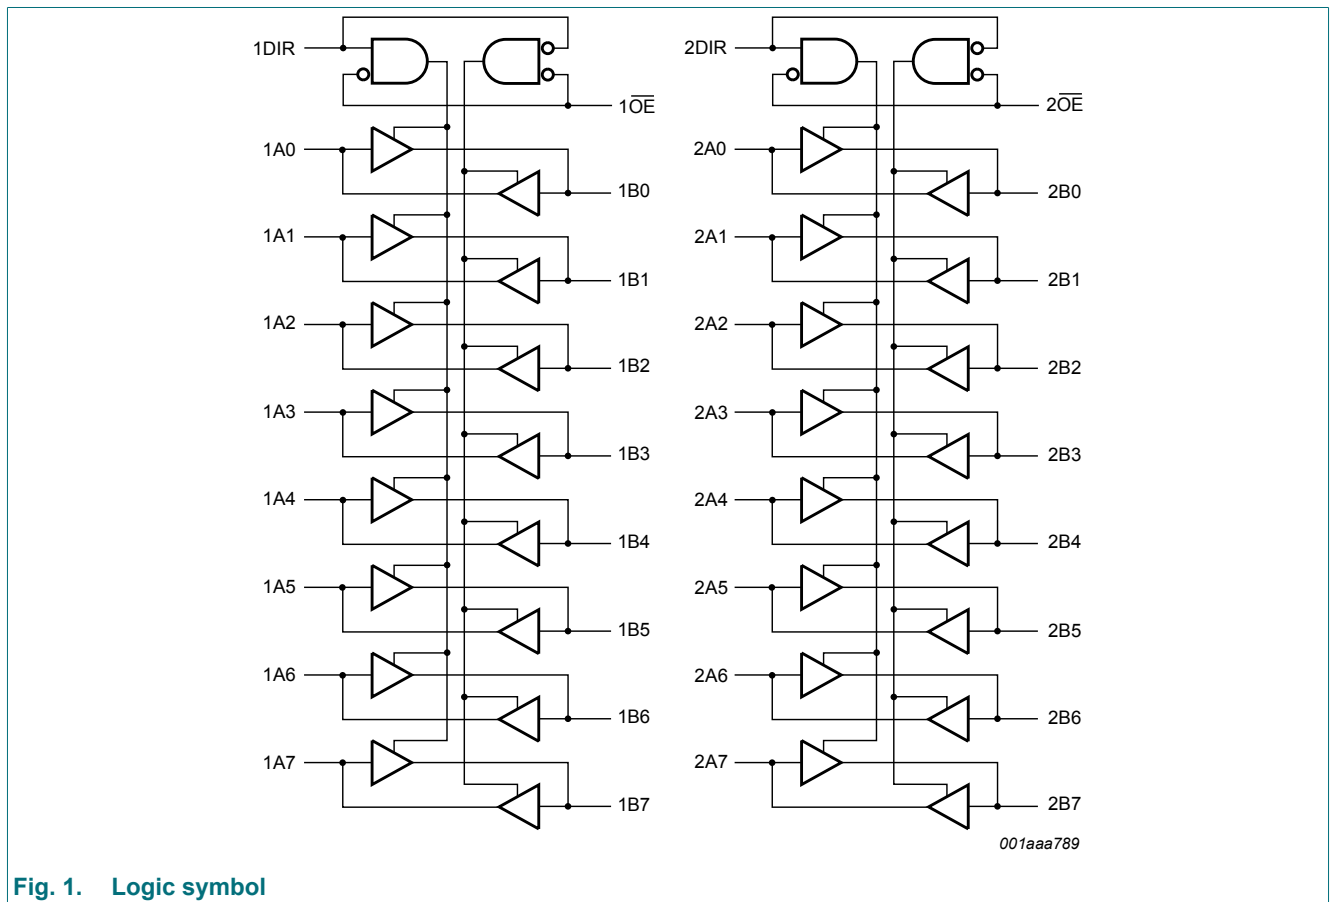 1DIR 2DIR
1O̅E̅ 2O̅E̅
1A0 2A0
1B0 2B0
1A1 2A1
1B1 2B1
1A2 2A2
1B2 2B2
1A3 2A3
1B3 2B3
1A4 2A4
1B4 2B4
1A5 2A5
1B5 2B5
1A6 2A6
1B6 2B6
1A7 2A7
1B7 2B7
001aaa789
Fig. 1. Logic symbol